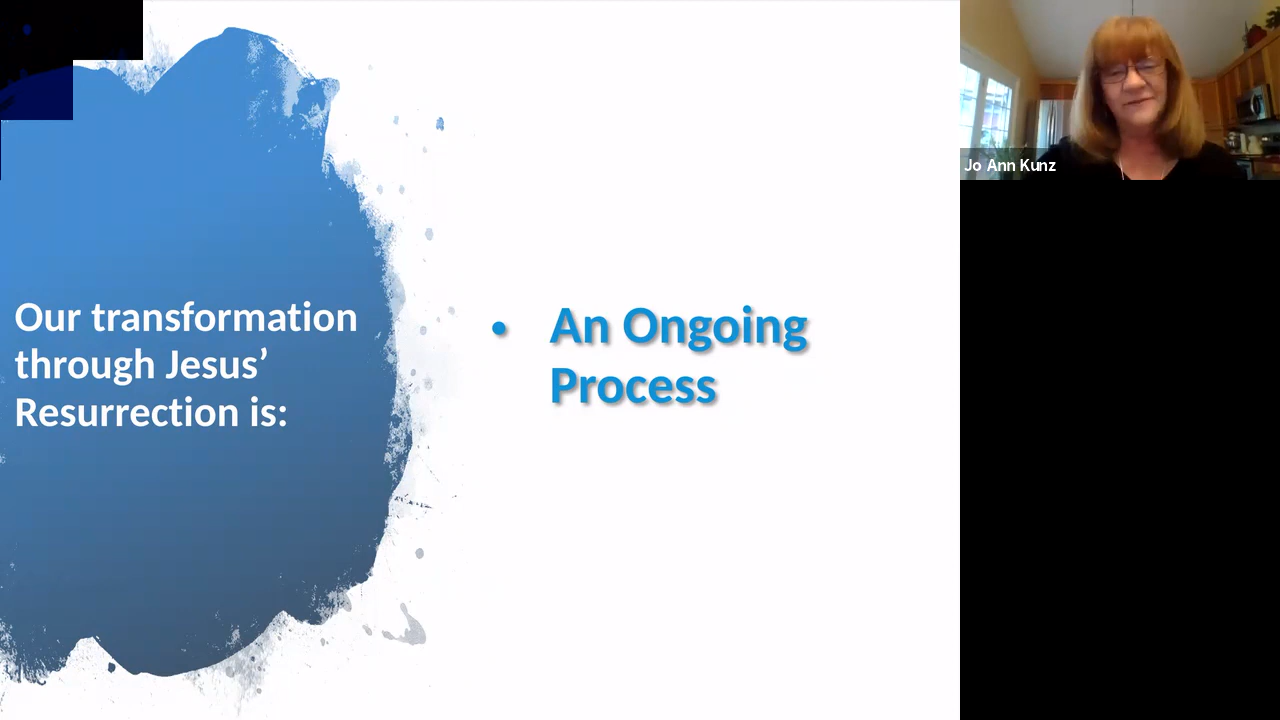 Our transformation
through Jesus’
Resurrection is:
• An Ongoing
Process
Jo Ann Kunz